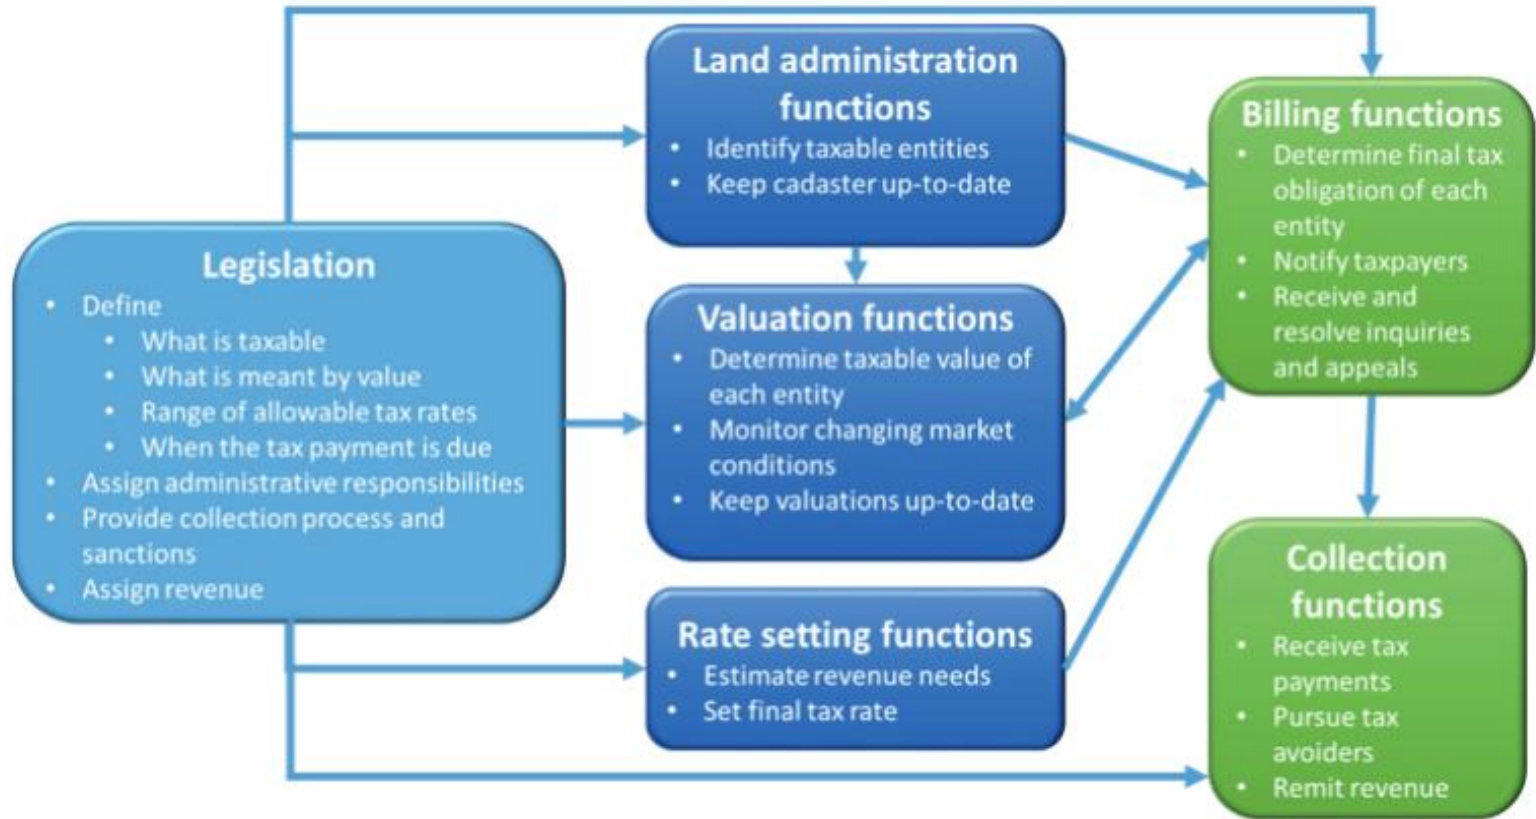 Legislation
• Define
• What is taxable
• What is meant by value
• Range of allowable tax rates
• When the tax payment is due
• Assign administrative responsibilities
• Provide collection process and
sanctions
• Assign revenue
Land administration
functions
• Identify taxable entities
• Keep cadaster up-to-date
Valuation functions
• Determine taxable value of
each entity
• Monitor changing market
conditions
• Keep valuations up-to-date
Rate setting functions
• Estimate revenue needs
• Set final tax rate
Billing functions
• Determine final tax
obligation of each
entity
• Notify taxpayers
• Receive and
resolve inquiries
and appeals
Collection
functions
• Receive tax
payments
• Pursue tax
avoiders
• Remit revenue